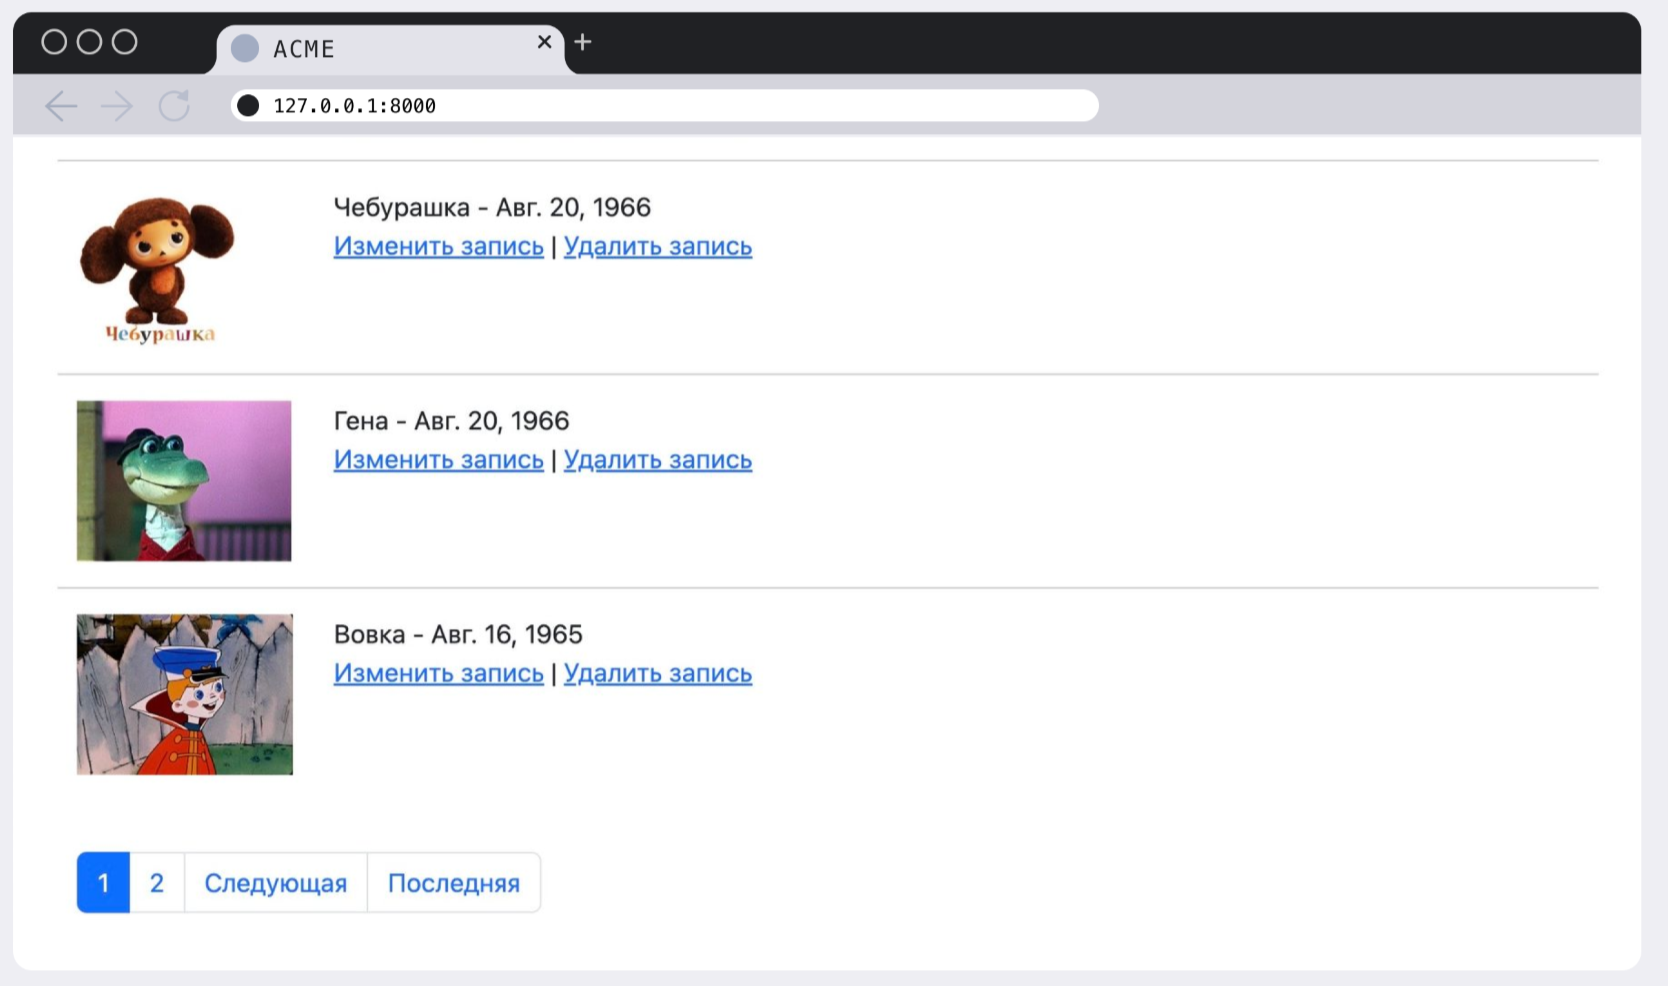 ACME
127.0.0.1:8000
Чебурашка - Авг. 20, 1966
Изменить запись | Удалить запись
Чебурашка
Гена - Авг. 20, 1966
Изменить запись | Удалить запись
Вовка - Авг. 16, 1965
Изменить запись | Удалить запись
1 2 Следующая Последняя